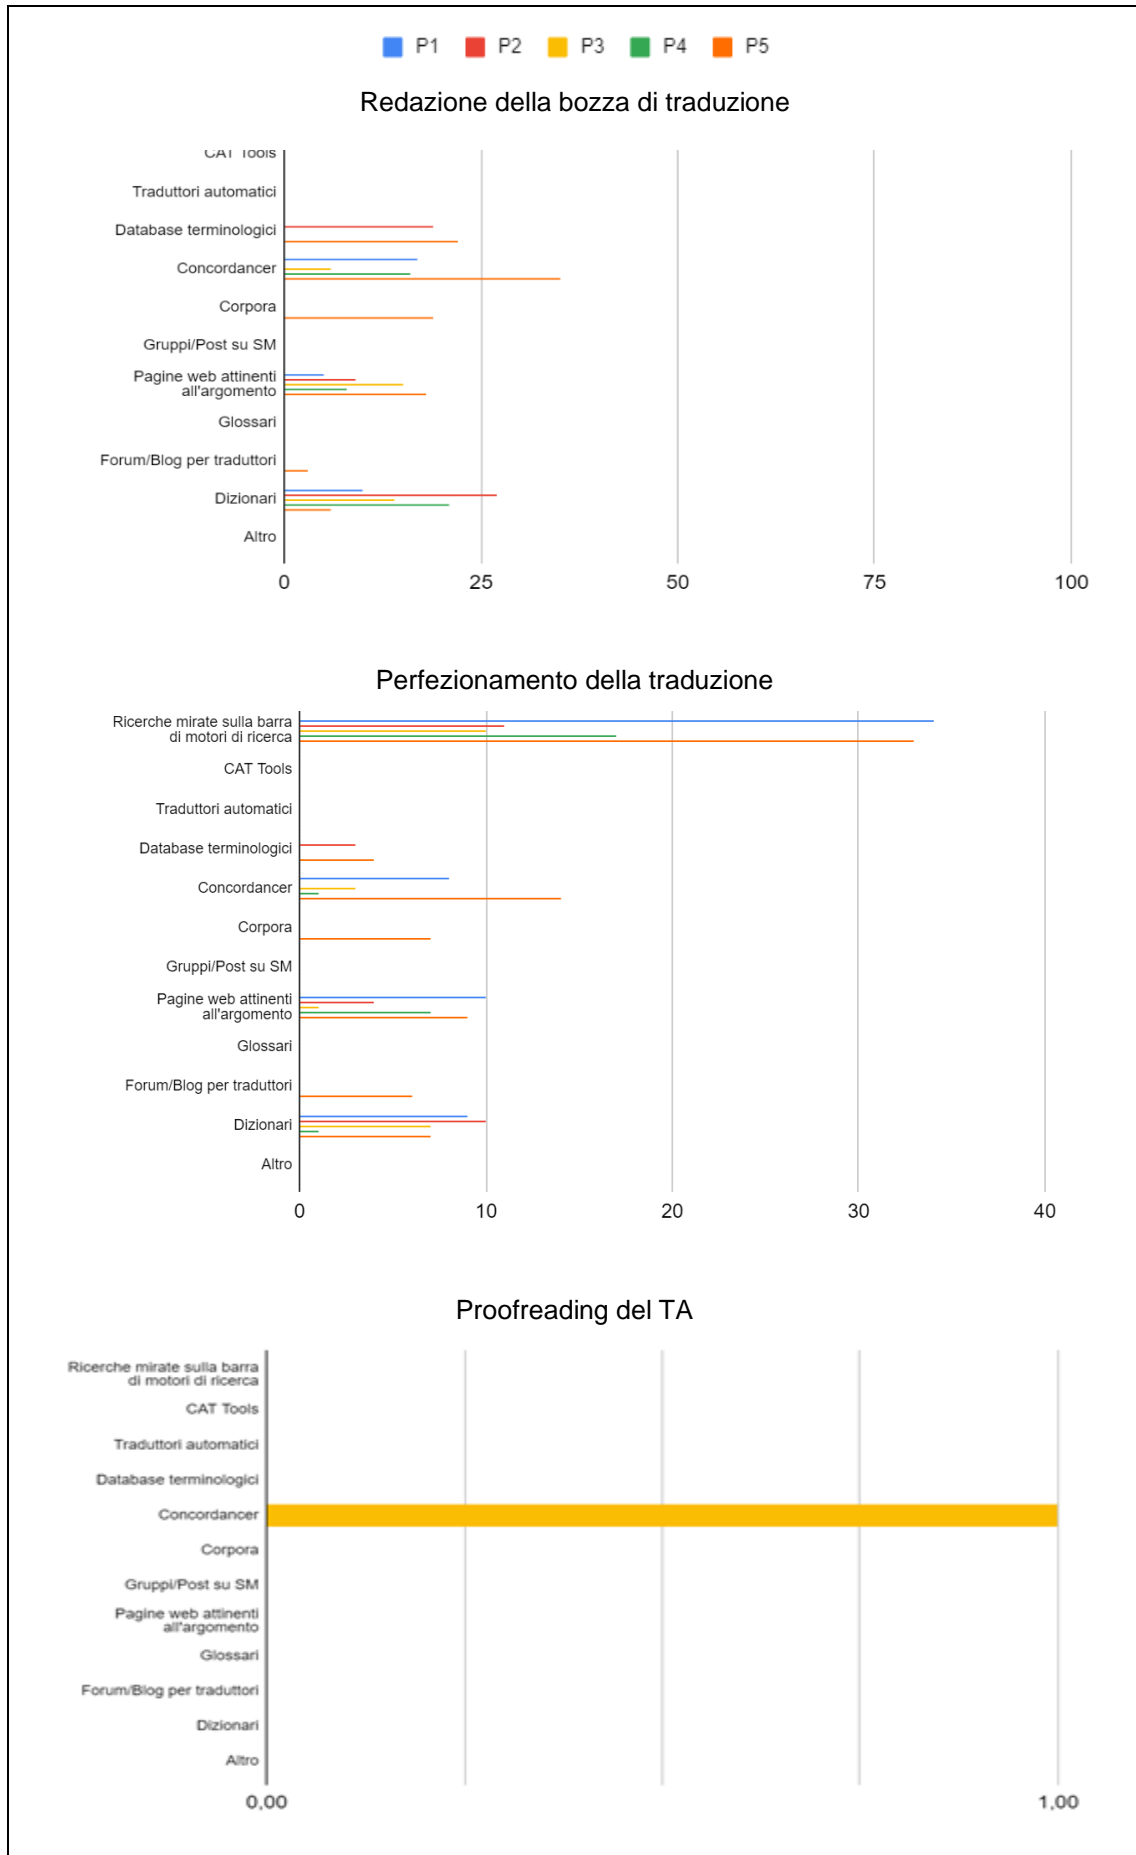 P1 P2 P3 P4 P5
Redazione della bozza di traduzione
CAT Tools
Traduttori automatici
Database terminologici
Concordancer
Corpora
Gruppi/Post su SM
Pagine web attinenti
all'argomento
Glossari
Forum/Blog per traduttori
Dizionari
Altro
0 25 50 75 100
Perfezionamento della traduzione
Ricerche mirate sulla barra
di motori di ricerca
CAT Tools
Traduttori automatici
Database terminologici
Concordancer
Corpora
Gruppi/Post su SM
Pagine web attinenti
all'argomento
Glossari
Forum/Blog per traduttori
Dizionari
Altro
0 10 20 30 40
Proofreading del TA
Ricerche mirate sulla barra
di motori di ricerca
CAT Tools
Traduttori automatici
Database terminologici
Concordancer
Corpora
Gruppi/Post su SM
Pagine web attinenti
all'argomento
Glossari
Forum/Blog per traduttori
Dizionari
Altro
0,00 1,00